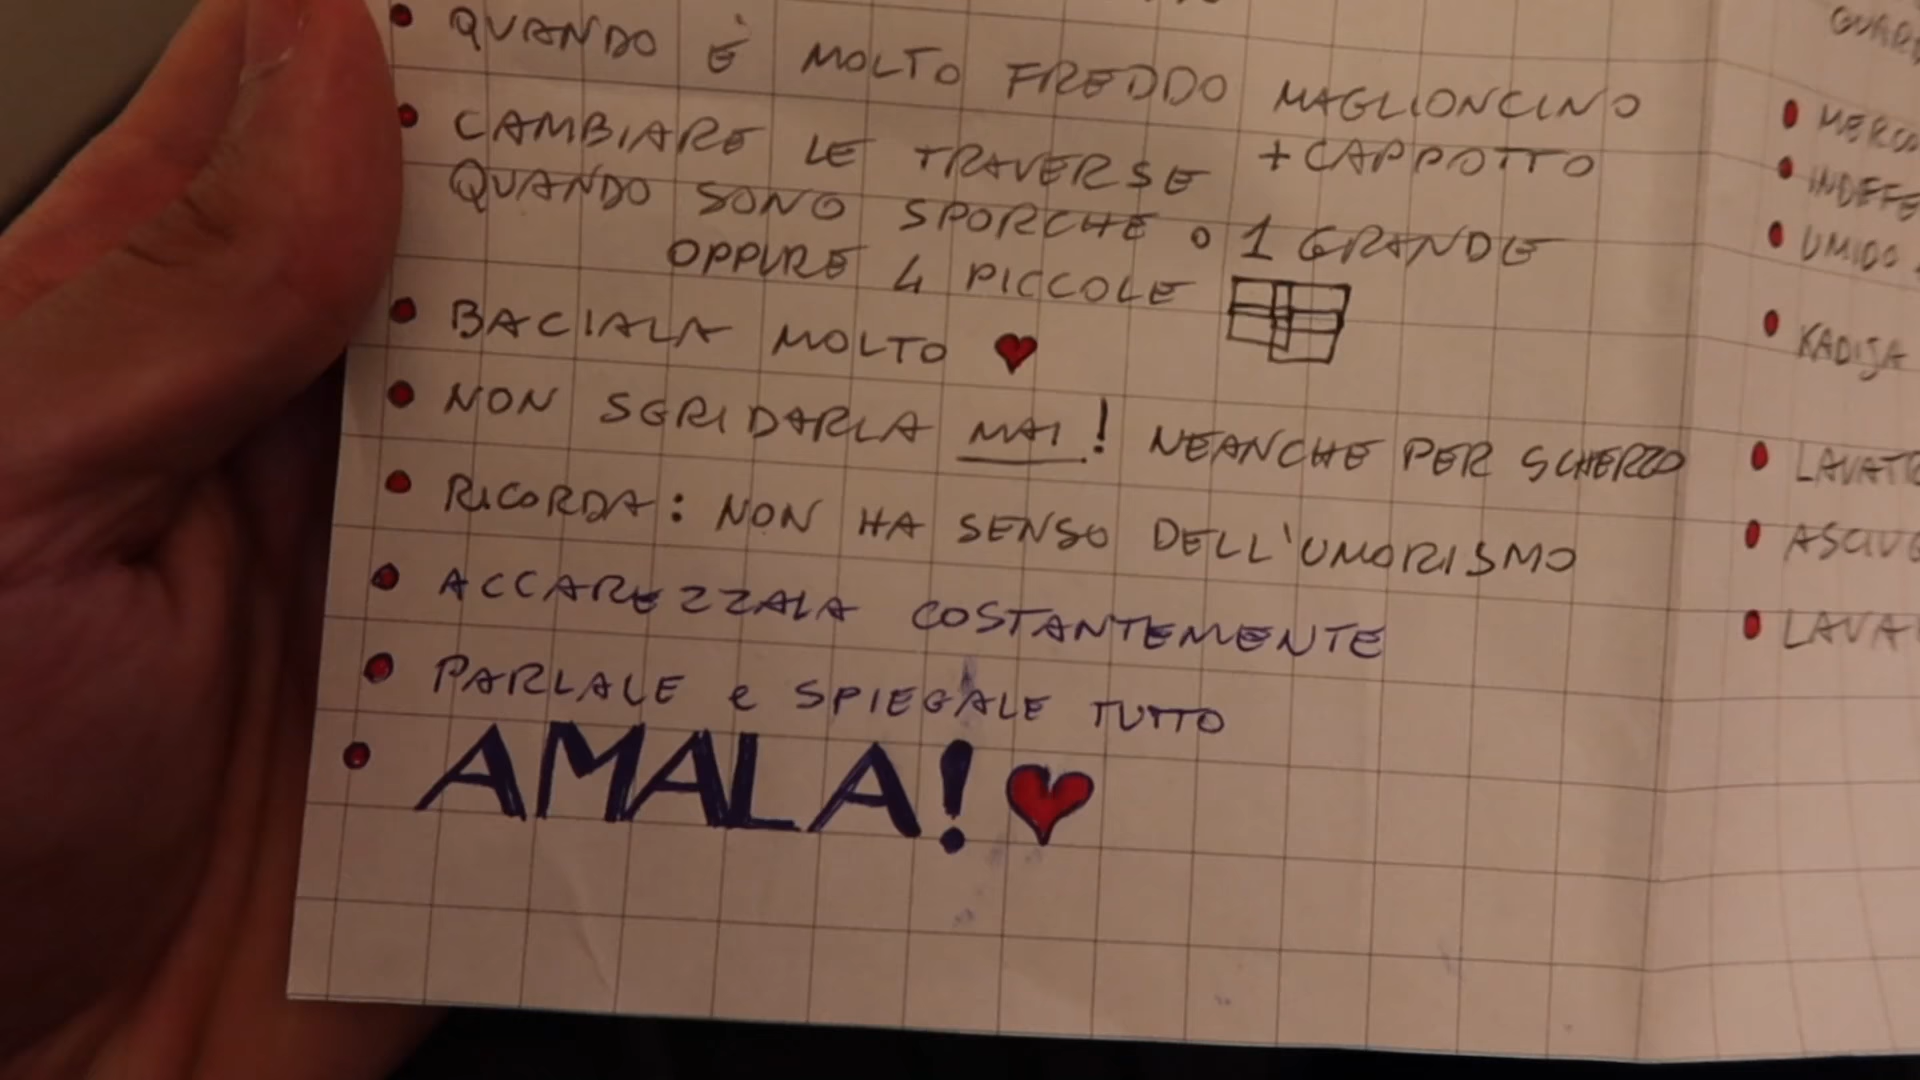 QUANDO È MOLTO FREDDO MAGLIONCINO
+ CAPPOTTO
CAMBIARE LE TRAVERSE
QUANDO SONO SPORCHE O 1 GRANDE
OPPURE 4 PICCOLE
BACIALA MOLTO ♥
NON SGRIDARLA MAI! NEANCHE PER SCHERZO
RICORDA: NON HA SENSO DELL'UMORISMO
ACCAREZZALA COSTANTEMENTE
PARLALE e SPIEGALE TUTTO
AMALA! ♥
UMIDO
KADIJA